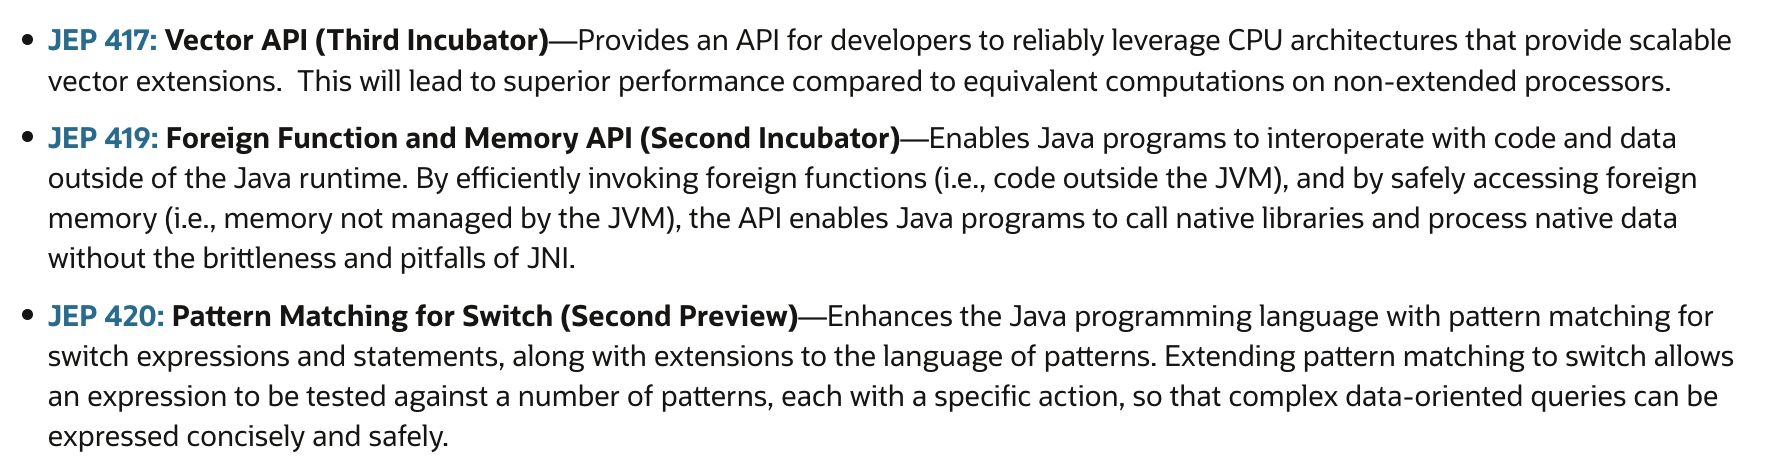 • JEP 417: Vector API (Third Incubator)—Provides an API for developers to reliably leverage CPU architectures that provide scalable
vector extensions.  This will lead to superior performance compared to equivalent computations on non-extended processors.
• JEP 419: Foreign Function and Memory API (Second Incubator)—Enables Java programs to interoperate with code and data
outside of the Java runtime. By efficiently invoking foreign functions (i.e., code outside the JVM), and by safely accessing foreign
memory (i.e., memory not managed by the JVM), the API enables Java programs to call native libraries and process native data
without the brittleness and pitfalls of JNI.
• JEP 420: Pattern Matching for Switch (Second Preview)—Enhances the Java programming language with pattern matching for
switch expressions and statements, along with extensions to the language of patterns. Extending pattern matching to switch allows
an expression to be tested against a number of patterns, each with a specific action, so that complex data-oriented queries can be
expressed concisely and safely.